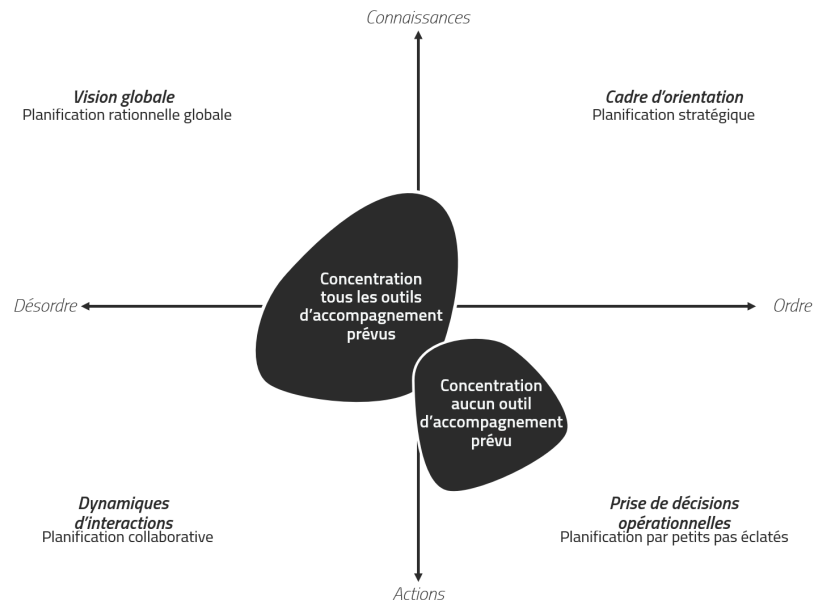 Connaissances
Vision globale
Planification rationnelle globale
Cadre d'orientation
Planification stratégique
Concentration
tous les outils
d'accompagnement
prévus
Désordre
Ordre
Concentration
aucun outil
d'accompagnement
prévu
Dynamiques
d'interactions
Planification collaborative
Prise de décisions
opérationnelles
Planification par petits pas éclatés
Actions